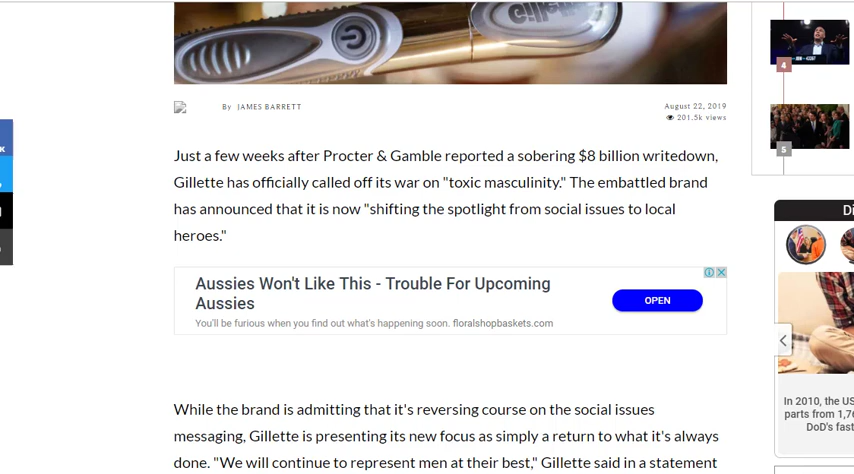 Gillette
By JAMES BARRETT
August 22, 2019
201.5k views
Just a few weeks after Procter & Gamble reported a sobering $8 billion writedown,
Gillette has officially called off its war on "toxic masculinity." The embattled brand
has announced that it is now "shifting the spotlight from social issues to local
heroes."
Aussies Won't Like This - Trouble For Upcoming
Aussies
You'll be furious when you find out what's happening soon. floralshopbaskets.com
OPEN
While the brand is admitting that it's reversing course on the social issues
messaging, Gillette is presenting its new focus as simply a return to what it's always
done. "We will continue to represent men at their best," Gillette said in a statement
4
5
Di
In 2010, the US
parts from 1,76
DoD's fast